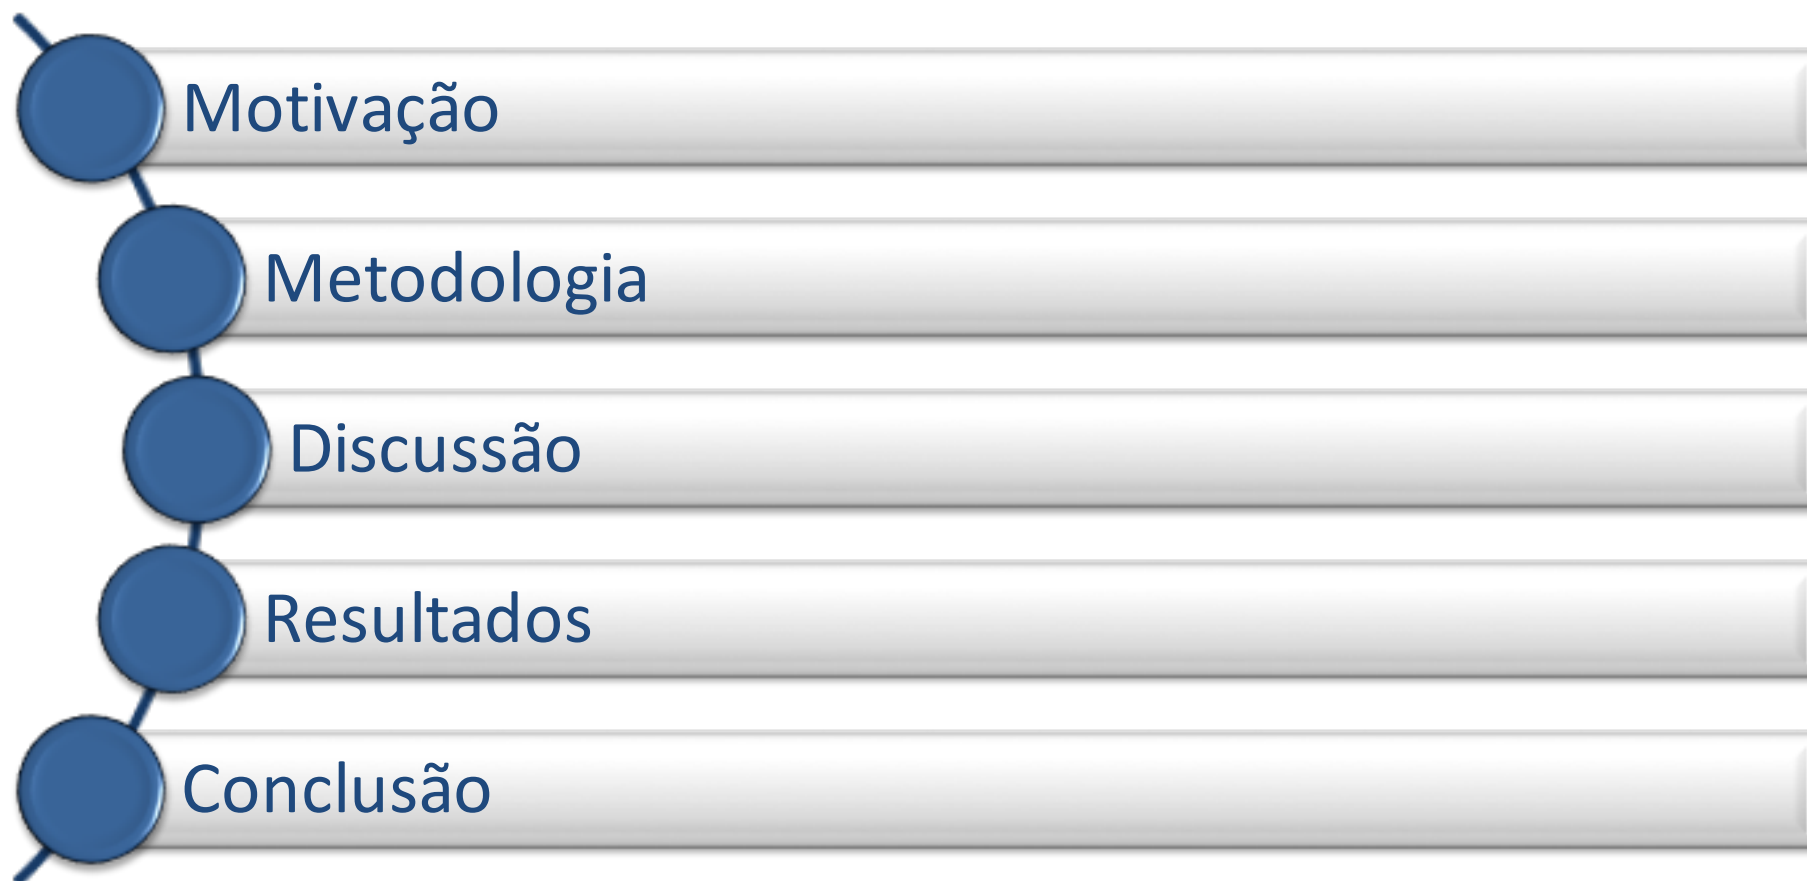 Motivação
Metodologia
Discussão
Resultados
Conclusão